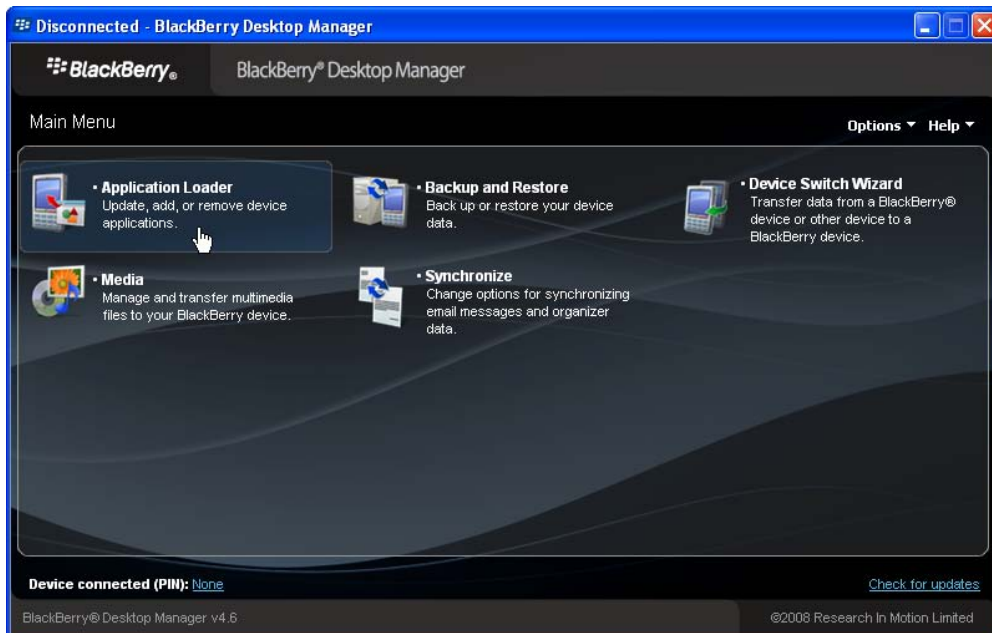 Disconnected - BlackBerry Desktop Manager
BlackBerry® BlackBerry® Desktop Manager
Main Menu
Options Help
· Application Loader
Update, add, or remove device
applications.
· Backup and Restore
Back up or restore your device
data.
· Device Switch Wizard
Transfer data from a BlackBerry®
device or other device to a
BlackBerry device.
· Media
Manage and transfer multimedia
files to your BlackBerry device.
· Synchronize
Change options for synchronizing
email messages and organizer
data.
Device connected (PIN): None
Check for updates
BlackBerry® Desktop Manager v4.6
©2008 Research In Motion Limited